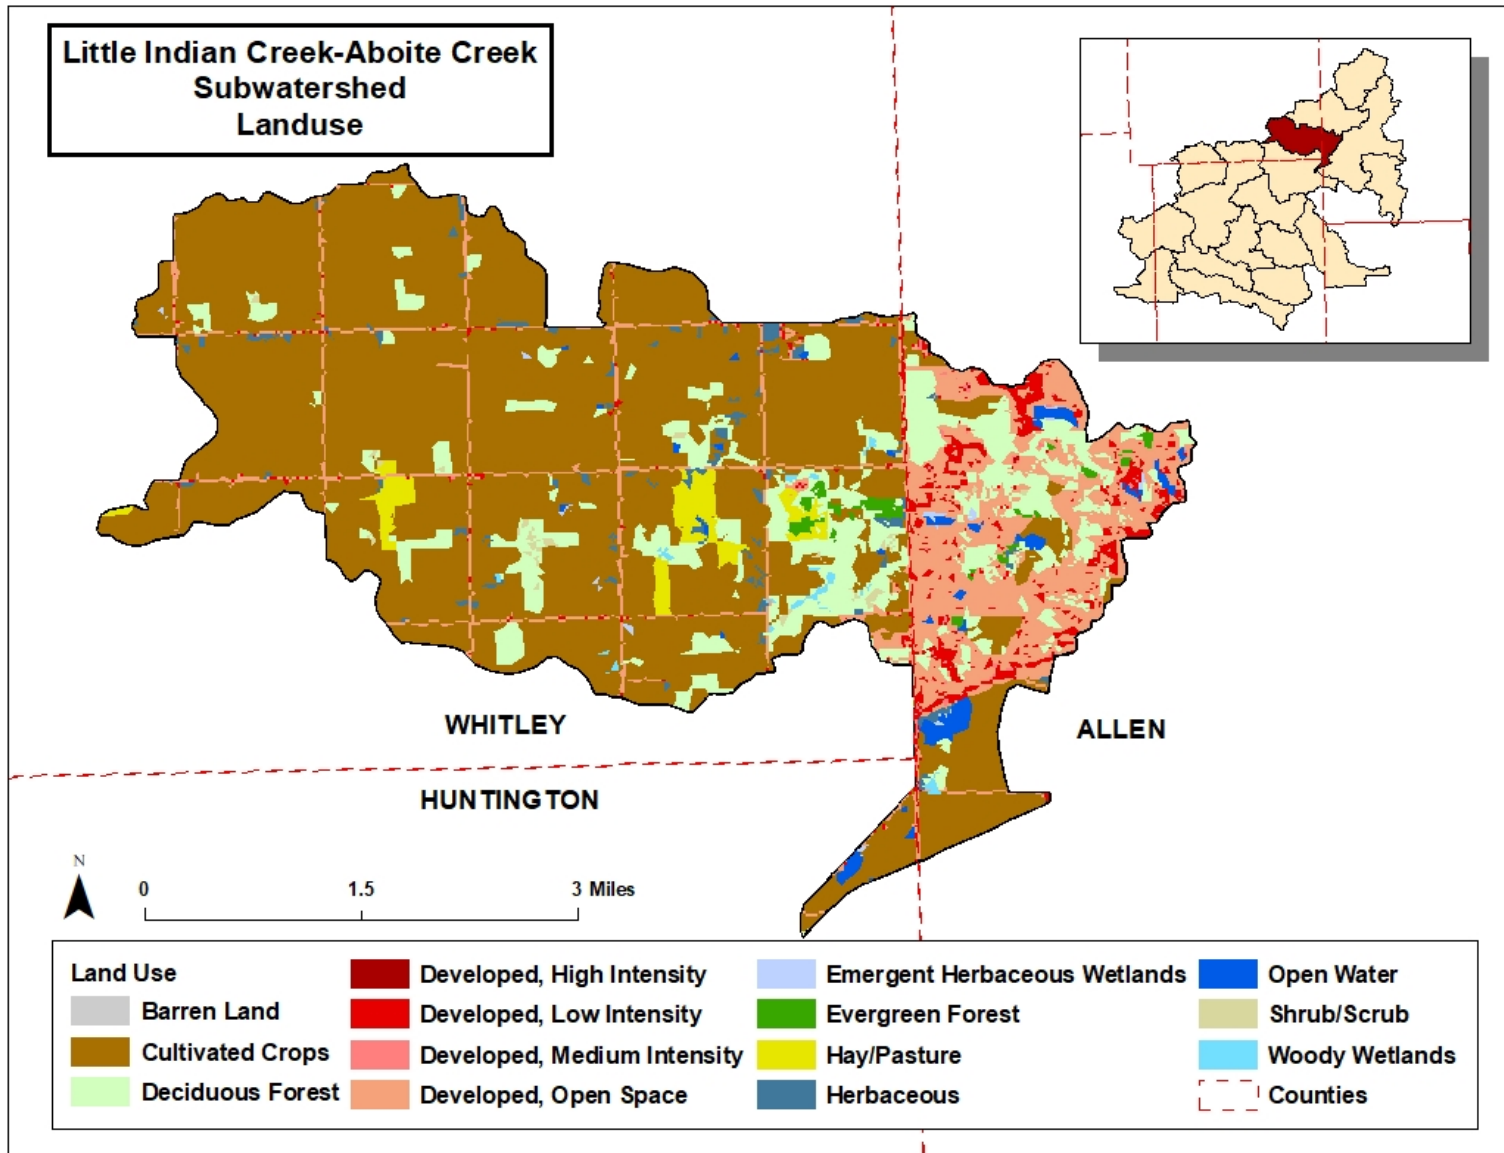 Little Indian Creek-Aboite Creek
Subwatershed
Landuse
WHITLEY
ALLEN
HUNTINGTON
N
0 1.5 3 Miles
Land Use
Barren Land
Cultivated Crops
Deciduous Forest
Developed, High Intensity
Developed, Low Intensity
Developed, Medium Intensity
Developed, Open Space
Emergent Herbaceous Wetlands
Evergreen Forest
Hay/Pasture
Herbaceous
Open Water
Shrub/Scrub
Woody Wetlands
Counties